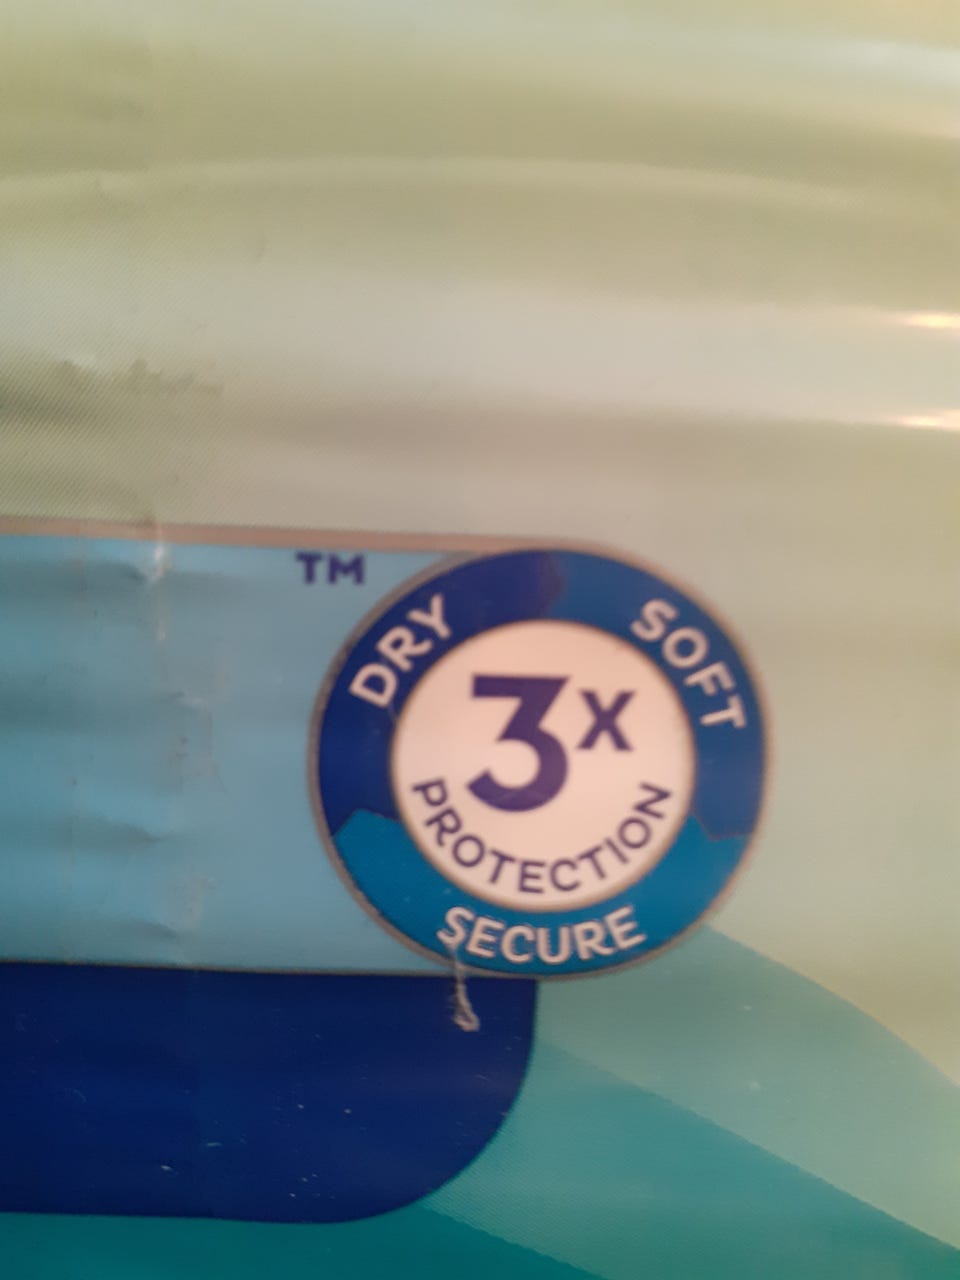 TM
DRY
SOFT
3X
PROTECTION
SECURE